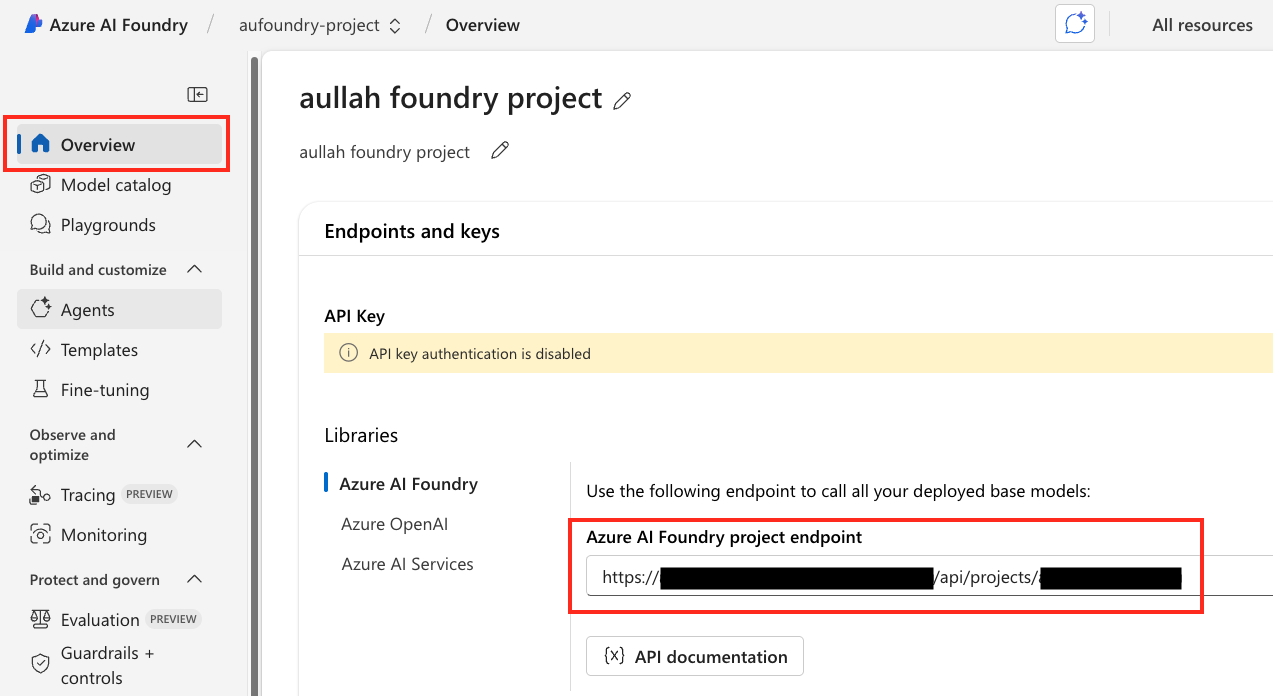 Azure AI Foundry / aufoundry-project / Overview
All resources
Overview
Model catalog
Playgrounds
Build and customize
Agents
Templates
Fine-tuning
Observe and
optimize
Tracing PREVIEW
Monitoring
Protect and govern
Evaluation PREVIEW
Guardrails +
controls
aullah foundry project
aullah foundry project
Endpoints and keys
API Key
API key authentication is disabled
Libraries
Azure AI Foundry
Azure OpenAI
Azure AI Services
Use the following endpoint to call all your deployed base models:
Azure AI Foundry project endpoint
https:// /api/projects/
{x} API documentation